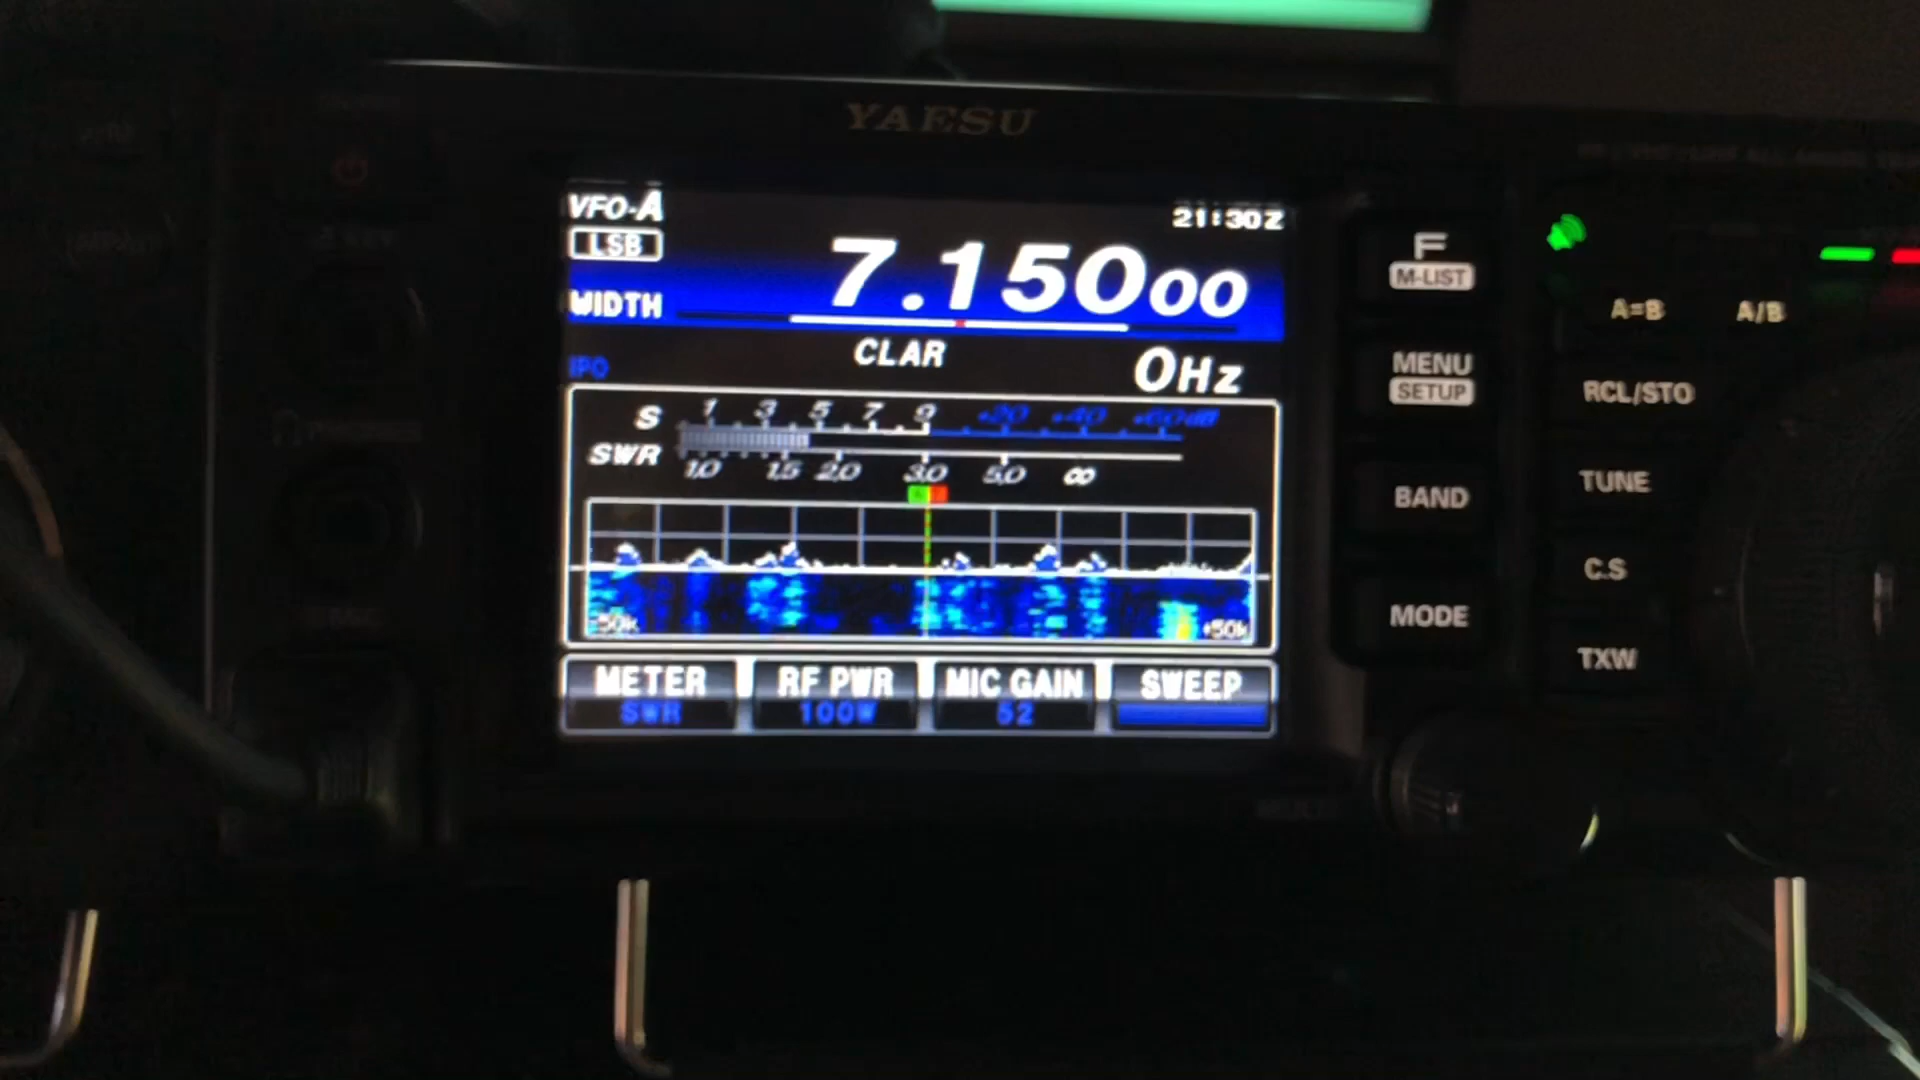 YAESU
VFO-A
21:30Z
LSB
7.15000
WIDTH
IPO
CLAR
0Hz
S 1 3 5 7 9 +20 +40 +60dB
SWR 1.0 1.5 2.0 3.0 5.0 ∞
-50k
+50k
METER
RF PWR
MIC GAIN
SWEEP
SWR
100W
52
F
M-LIST
MENU
SETUP
BAND
MODE
A=B
A/B
RCL/STO
TUNE
C.S
TXW